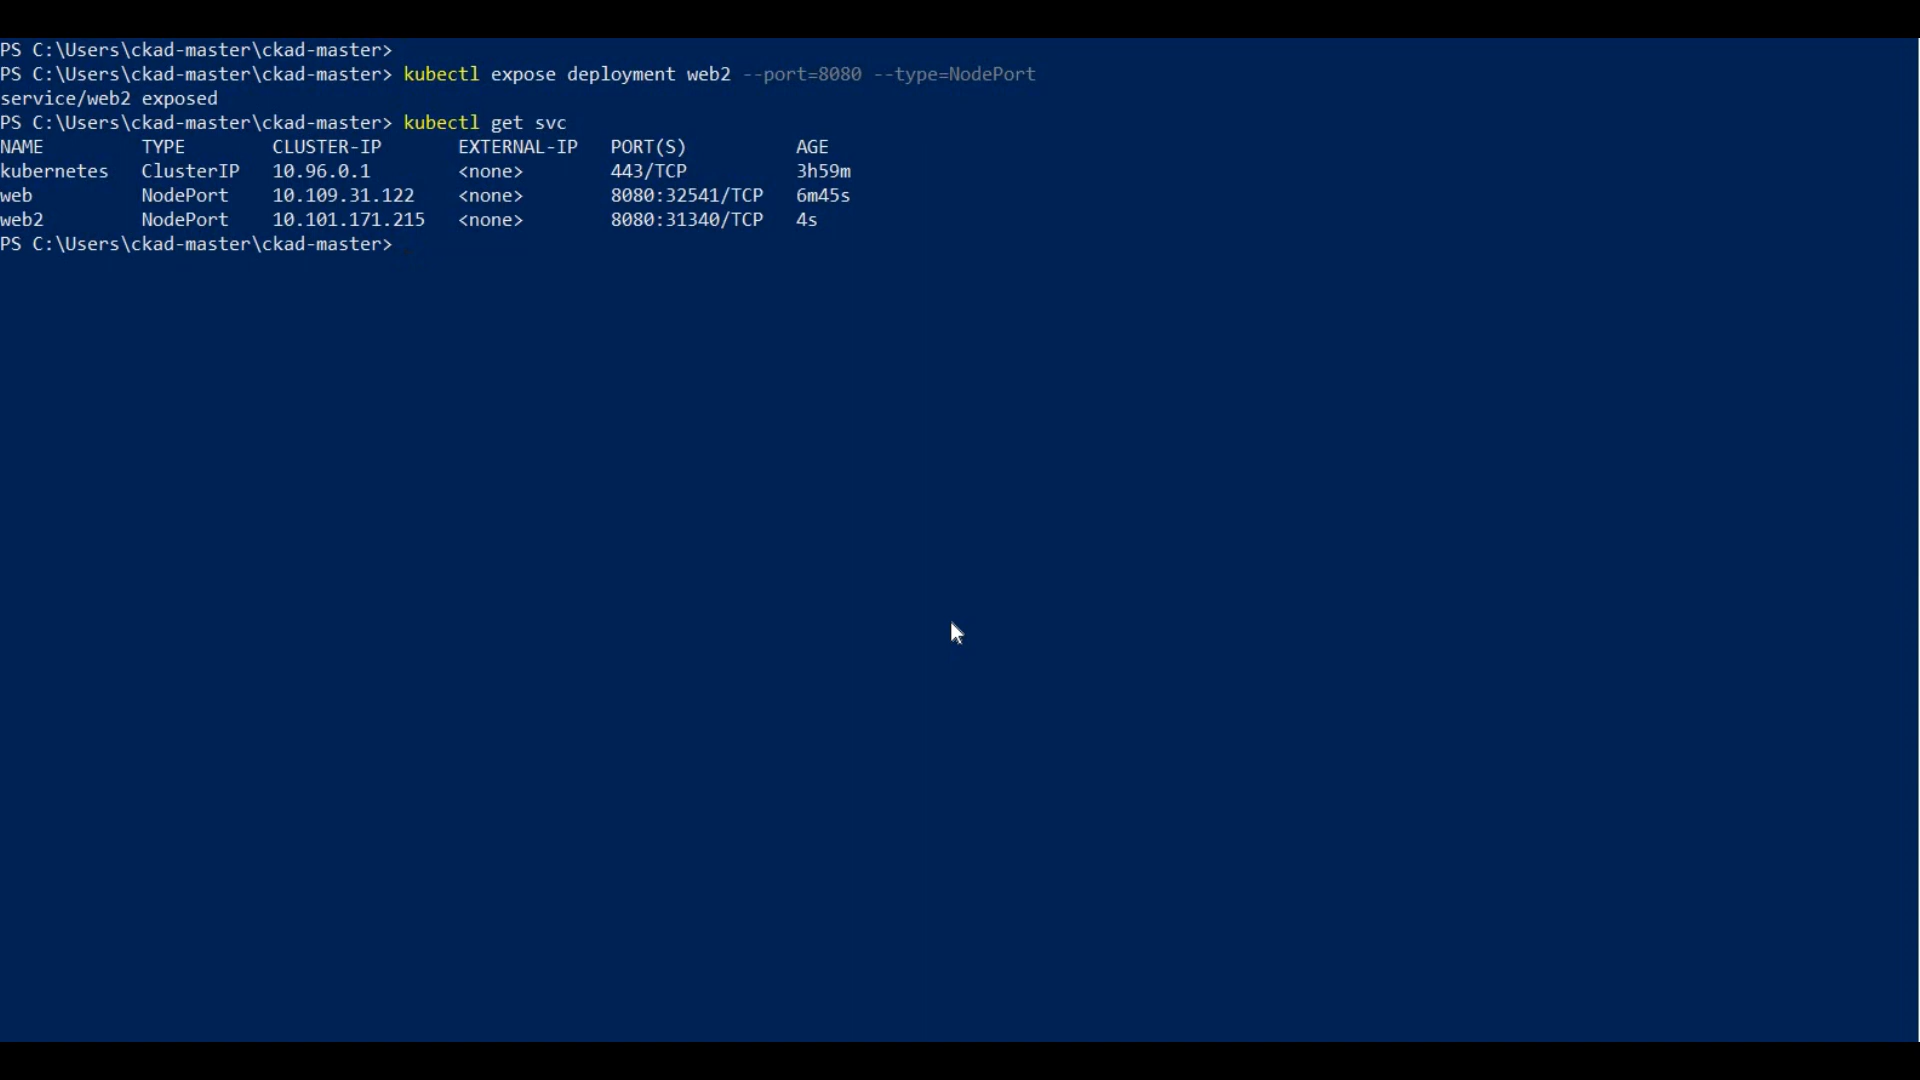 PS C:\Users\ckad-master\ckad-master>
PS C:\Users\ckad-master\ckad-master> kubectl expose deployment web2 --port=8080 --type=NodePort
service/web2 exposed
PS C:\Users\ckad-master\ckad-master> kubectl get svc
NAME         TYPE        CLUSTER-IP       EXTERNAL-IP   PORT(S)          AGE
kubernetes   ClusterIP   10.96.0.1        <none>        443/TCP          3h59m
web          NodePort    10.109.31.122    <none>        8080:32541/TCP   6m45s
web2         NodePort    10.101.171.215   <none>        8080:31340/TCP   4s
PS C:\Users\ckad-master\ckad-master>